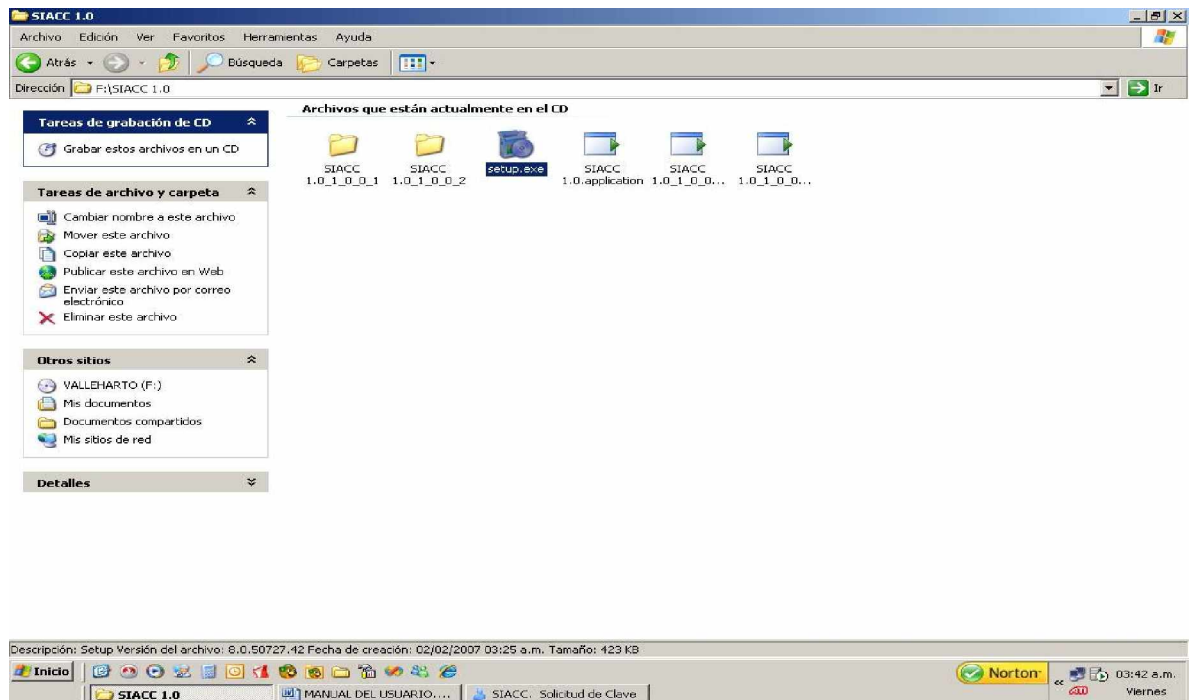 SIACC 1.0
Archivo Edición Ver Favoritos Herramientas Ayuda
Atrás Búsqueda Carpetas
Dirección F:\SIACC 1.0 Ir
Tareas de grabación de CD
Grabar estos archivos en un CD
Tareas de archivo y carpeta
Cambiar nombre a este archivo
Mover este archivo
Copiar este archivo
Publicar este archivo en Web
Enviar este archivo por correo
electrónico
Eliminar este archivo
Otros sitios
VALLEHARTO (F:)
Mis documentos
Documentos compartidos
Mis sitios de red
Detalles
Archivos que están actualmente en el CD
SIACC
1.0_1_0_0_1
SIACC
1.0_1_0_0_2
setup.exe
SIACC
1.0.application
SIACC
1.0_1_0_0...
SIACC
1.0_1_0_0...
Descripción: Setup Versión del archivo: 8.0.50727.42 Fecha de creación: 02/02/2007 03:25 a.m. Tamaño: 423 KB
Inicio
Norton
03:42 a.m.
SIACC 1.0
MANUAL DEL USUARIO....
SIACC. Solicitud de Clave
Viernes